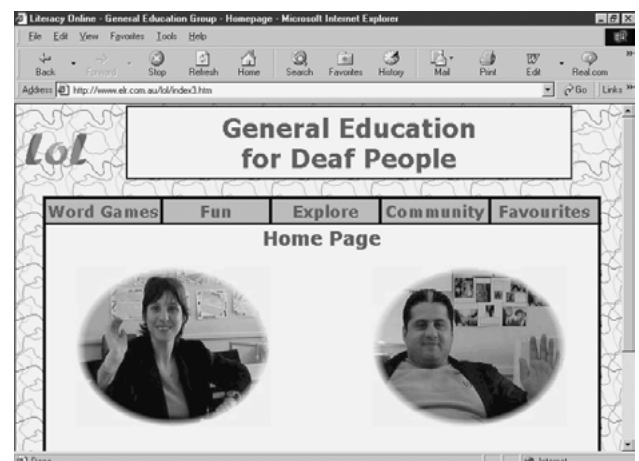 Literacy Online - General Education Group - Homepage - Microsoft Internet Explorer
File Edit View Favorites Tools Help
Back Forward Stop Refresh Home Search Favorites History Mail Print Edit Real.com
Address http://www.elr.com.au/lol/index3.htm Go Links
LoL
General Education
for Deaf People
Word Games Fun Explore Community Favourites
Home Page
Done Internet